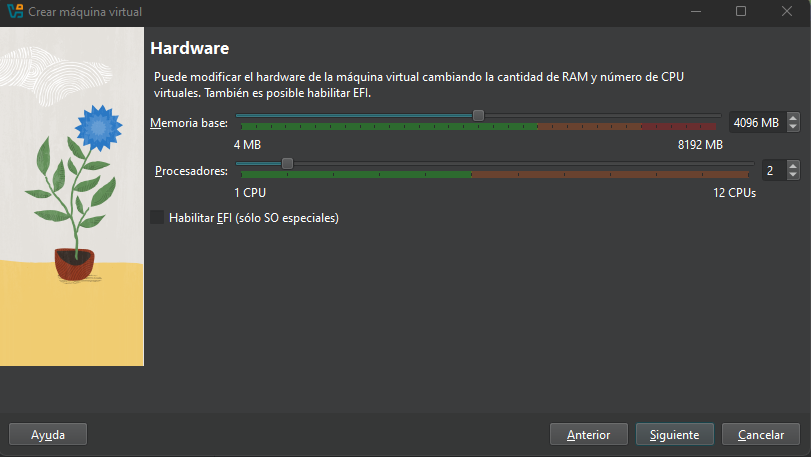 Crear máquina virtual
Hardware
Puede modificar el hardware de la máquina virtual cambiando la cantidad de RAM y número de CPU
virtuales. También es posible habilitar EFI.
Memoria base: 4096 MB
4 MB 8192 MB
Procesadores: 2
1 CPU 12 CPUs
Habilitar EFI (sólo SO especiales)
Ayuda Anterior Siguiente Cancelar